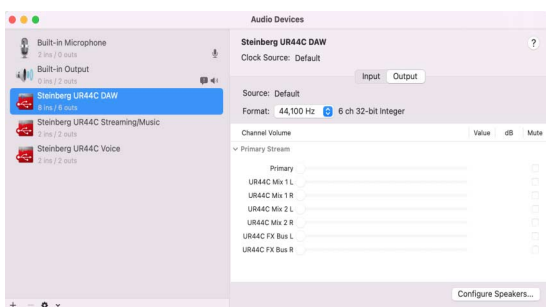 Audio Devices
Built-in Microphone
2 ins / 0 outs
Built-in Output
0 ins / 2 outs
Steinberg UR44C DAW
8 ins / 6 outs
Steinberg UR44C Streaming/Music
2 ins / 2 outs
Steinberg UR44C Voice
2 ins / 2 outs
Steinberg UR44C DAW
?
Clock Source: Default
Input Output
Source: Default
Format: 44,100 Hz 6 ch 32-bit Integer
Channel Volume Value dB Mute
Primary Stream
Primary
UR44C Mix 1 L
UR44C Mix 1 R
UR44C Mix 2 L
UR44C Mix 2 R
UR44C FX Bus L
UR44C FX Bus R
Configure Speakers...